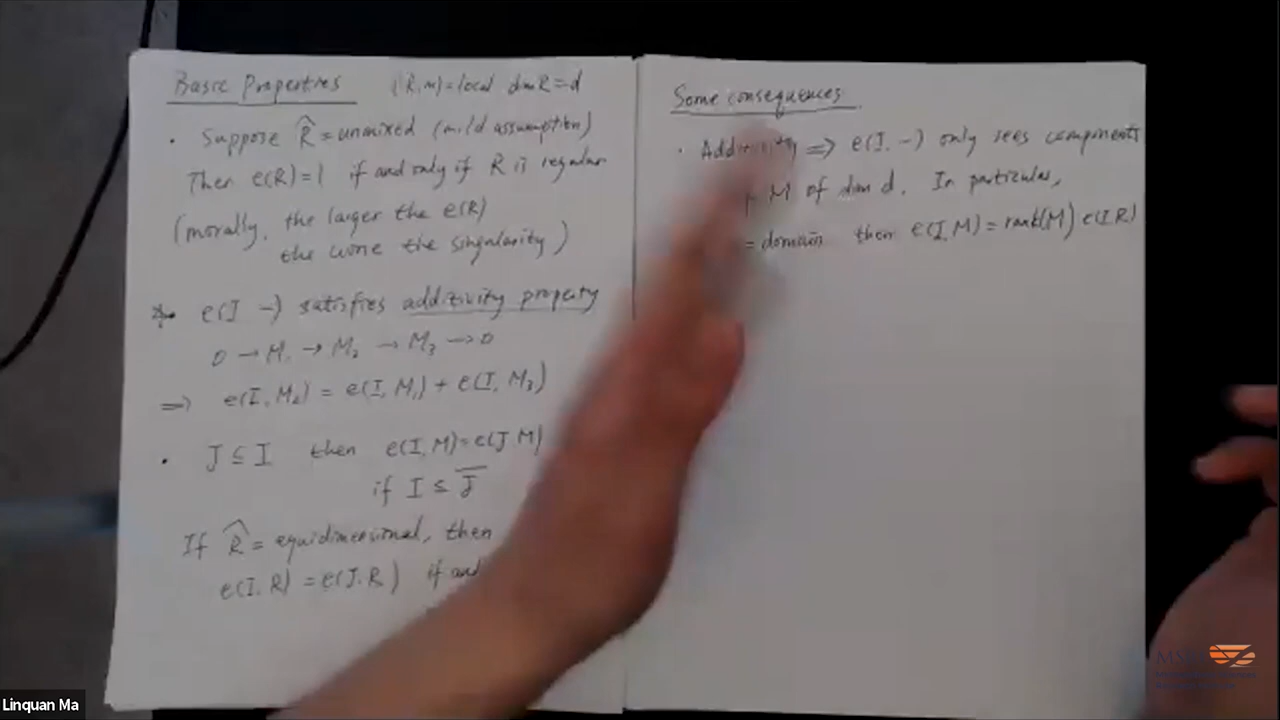 Basic Properties (R,m)=local dim R=d
· Suppose R̂ = unmixed (mild assumption)
Then e(R)=1 if and only if R is regular
(morally, the larger the e(R)
the worse the singularity)
* e(I, -) satisfies additivity property
0 → M₁ → M₂ → M₃ → 0
⇒ e(I, M₂) = e(I, M₁) + e(I, M₃)
· J ⊆ I then e(I, M) = e(J, M)
if I ⊆ J̅
If R̂ = equidimensional, then
e(I, R) = e(J, R) if and
Some consequences
· Additivity ⇒ e(I, -) only sees components
M of dim d. In particular,
= domain then e(I, M) = rank(M) e(I, R)
Linquan Ma